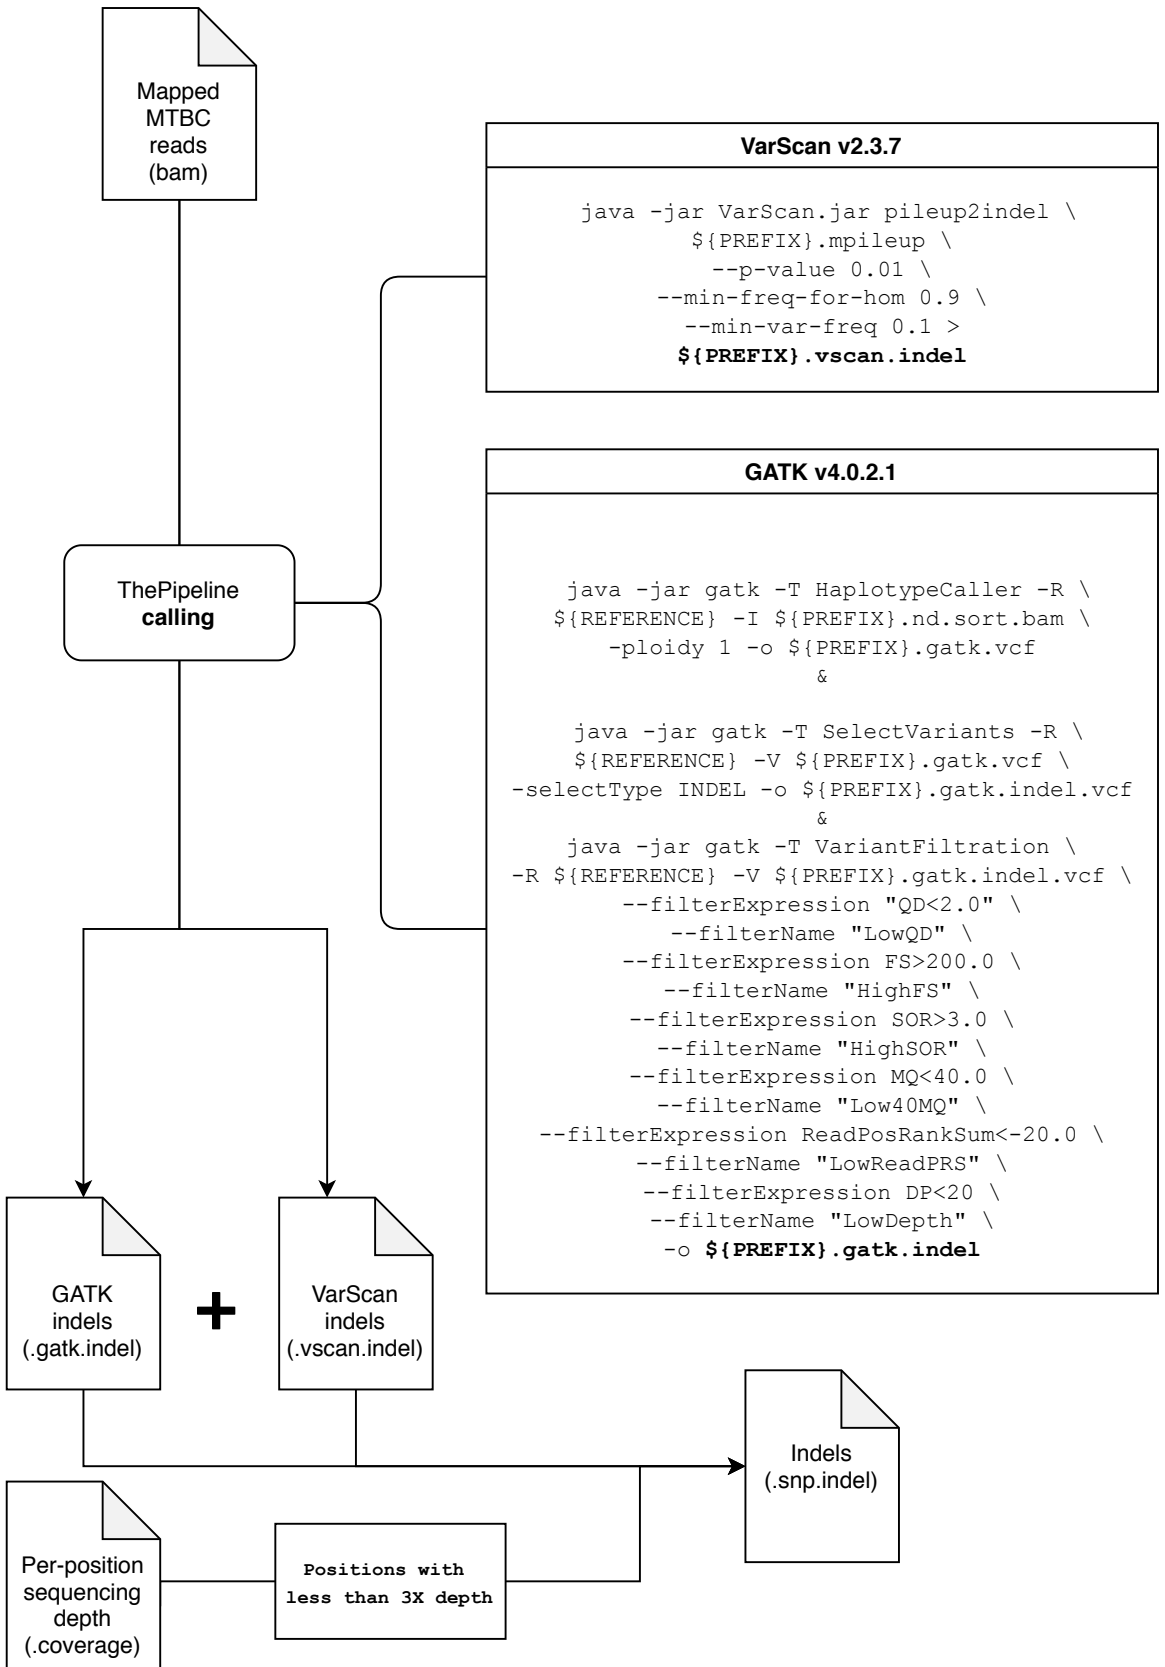 Mapped
MTBC
reads
(bam)
VarScan v2.3.7
java -jar VarScan.jar pileup2indel \
${PREFIX}.mpileup \
--p-value 0.01 \
--min-freq-for-hom 0.9 \
--min-var-freq 0.1 >
${PREFIX}.vscan.indel
GATK v4.0.2.1
java -jar gatk -T HaplotypeCaller -R \
${REFERENCE} -I ${PREFIX}.nd.sort.bam \
-ploidy 1 -o ${PREFIX}.gatk.vcf
&
java -jar gatk -T SelectVariants -R \
${REFERENCE} -V ${PREFIX}.gatk.vcf \
-selectType INDEL -o ${PREFIX}.gatk.indel.vcf
&
java -jar gatk -T VariantFiltration \
-R ${REFERENCE} -V ${PREFIX}.gatk.indel.vcf \
--filterExpression "QD<2.0" \
--filterName "LowQD" \
--filterExpression FS>200.0 \
--filterName "HighFS" \
--filterExpression SOR>3.0 \
--filterName "HighSOR" \
--filterExpression MQ<40.0 \
--filterName "Low40MQ" \
--filterExpression ReadPosRankSum<-20.0 \
--filterName "LowReadPRS" \
--filterExpression DP<20 \
--filterName "LowDepth" \
-o ${PREFIX}.gatk.indel
ThePipeline
calling
GATK
indels
(.gatk.indel)
+
VarScan
indels
(.vscan.indel)
Indels
(.snp.indel)
Per-position
sequencing
depth
(.coverage)
Positions with
less than 3X depth